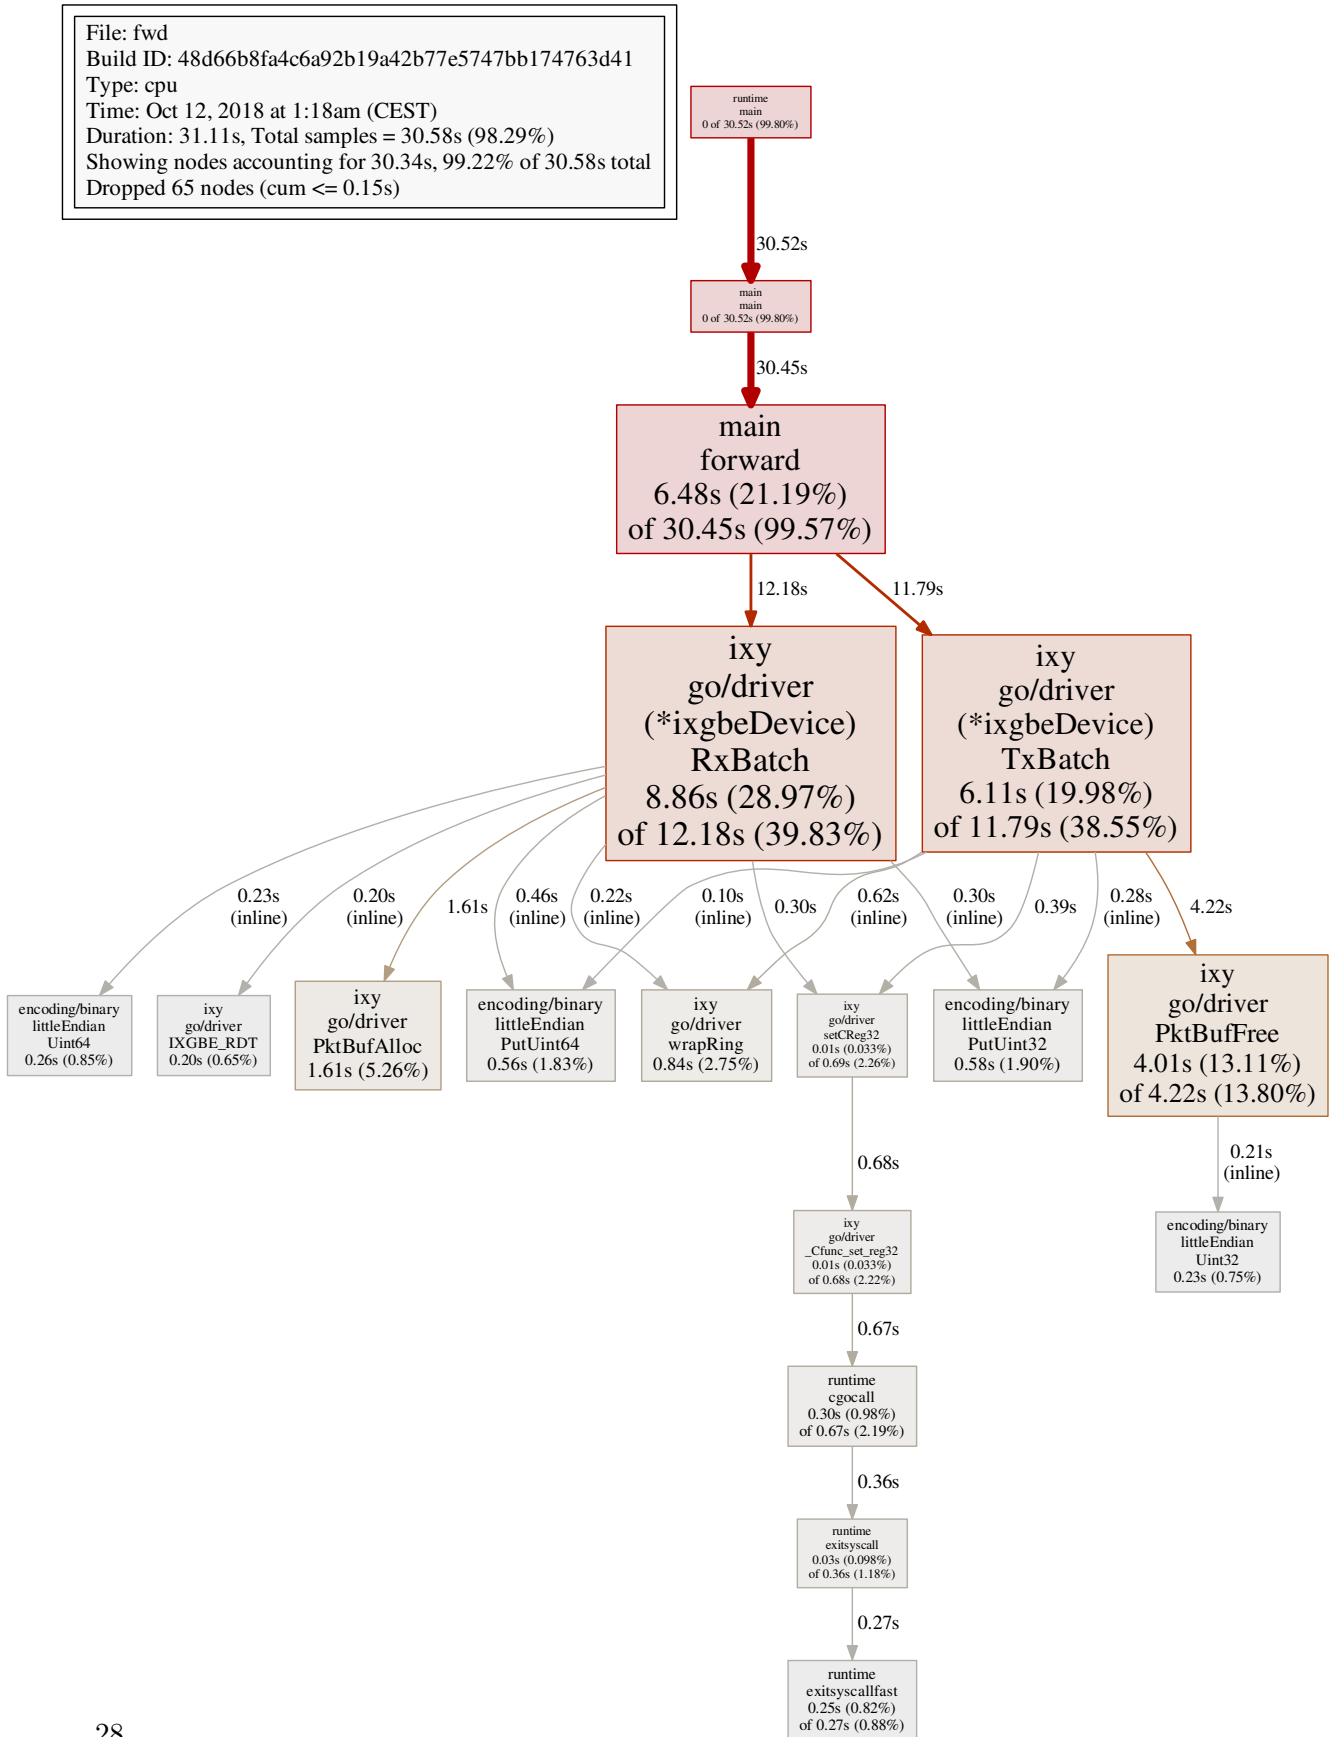 File: fwd
Build ID: 48d66b8fa4c6a92b19a42b77e5747bb174763d41
Type: cpu
Time: Oct 12, 2018 at 1:18am (CEST)
Duration: 31.11s, Total samples = 30.58s (98.29%)
Showing nodes accounting for 30.34s, 99.22% of 30.58s total
Dropped 65 nodes (cum <= 0.15s)
runtime
main
0 of 30.52s (99.80%)
30.52s
main
main
0 of 30.52s (99.80%)
30.45s
main
forward
6.48s (21.19%)
of 30.45s (99.57%)
12.18s
11.79s
ixy
go/driver
(*ixgbeDevice)
RxBatch
8.86s (28.97%)
of 12.18s (39.83%)
ixy
go/driver
(*ixgbeDevice)
TxBatch
6.11s (19.98%)
of 11.79s (38.55%)
0.23s
(inline)
0.20s
(inline)
1.61s
0.46s
(inline)
0.22s
(inline)
0.10s
(inline)
0.30s
0.62s
(inline)
0.30s
(inline)
0.39s
0.28s
(inline)
4.22s
encoding/binary
littleEndian
Uint64
0.26s (0.85%)
ixy
go/driver
IXGBE_RDT
0.20s (0.65%)
ixy
go/driver
PktBufAlloc
1.61s (5.26%)
encoding/binary
littleEndian
PutUint64
0.56s (1.83%)
ixy
go/driver
wrapRing
0.84s (2.75%)
ixy
go/driver
setCReg32
0.01s (0.033%)
of 0.69s (2.26%)
encoding/binary
littleEndian
PutUint32
0.58s (1.90%)
ixy
go/driver
PktBufFree
4.01s (13.11%)
of 4.22s (13.80%)
0.68s
0.21s
(inline)
ixy
go/driver
_Cfunc_set_reg32
0.01s (0.033%)
of 0.68s (2.22%)
encoding/binary
littleEndian
Uint32
0.23s (0.75%)
0.67s
runtime
cgocall
0.30s (0.98%)
of 0.67s (2.19%)
0.36s
runtime
exitsyscall
0.03s (0.098%)
of 0.36s (1.18%)
0.27s
runtime
exitsyscallfast
0.25s (0.82%)
of 0.27s (0.88%)
28